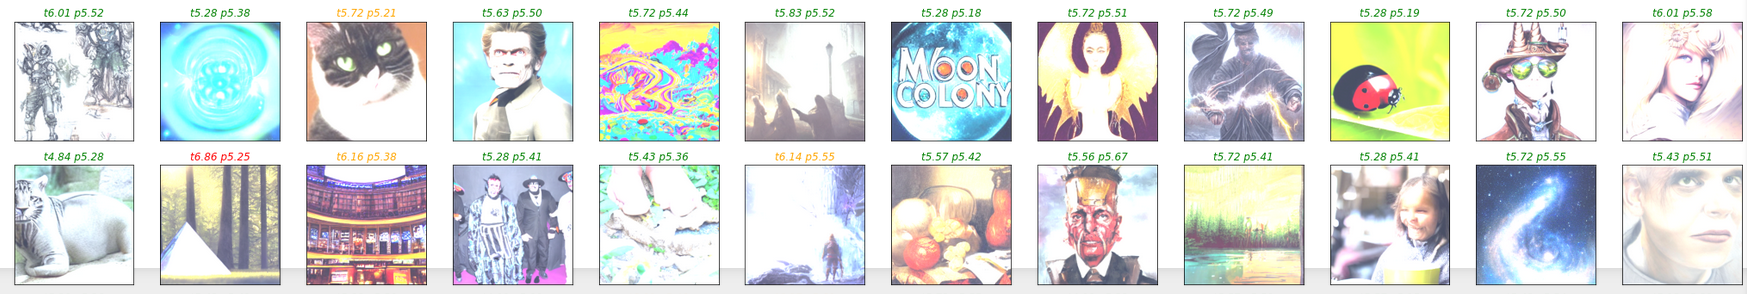 t6.01 p5.52
t5.28 p5.38
t5.72 p5.21
t5.63 p5.50
t5.72 p5.44
t5.83 p5.52
t5.28 p5.18
t5.72 p5.51
t5.72 p5.49
t5.28 p5.19
t5.72 p5.50
t6.01 p5.58
MOON
COLONY
t4.84 p5.28
t6.86 p5.25
t6.16 p5.38
t5.28 p5.41
t5.43 p5.36
t6.14 p5.55
t5.57 p5.42
t5.56 p5.67
t5.72 p5.41
t5.28 p5.41
t5.72 p5.55
t5.43 p5.51